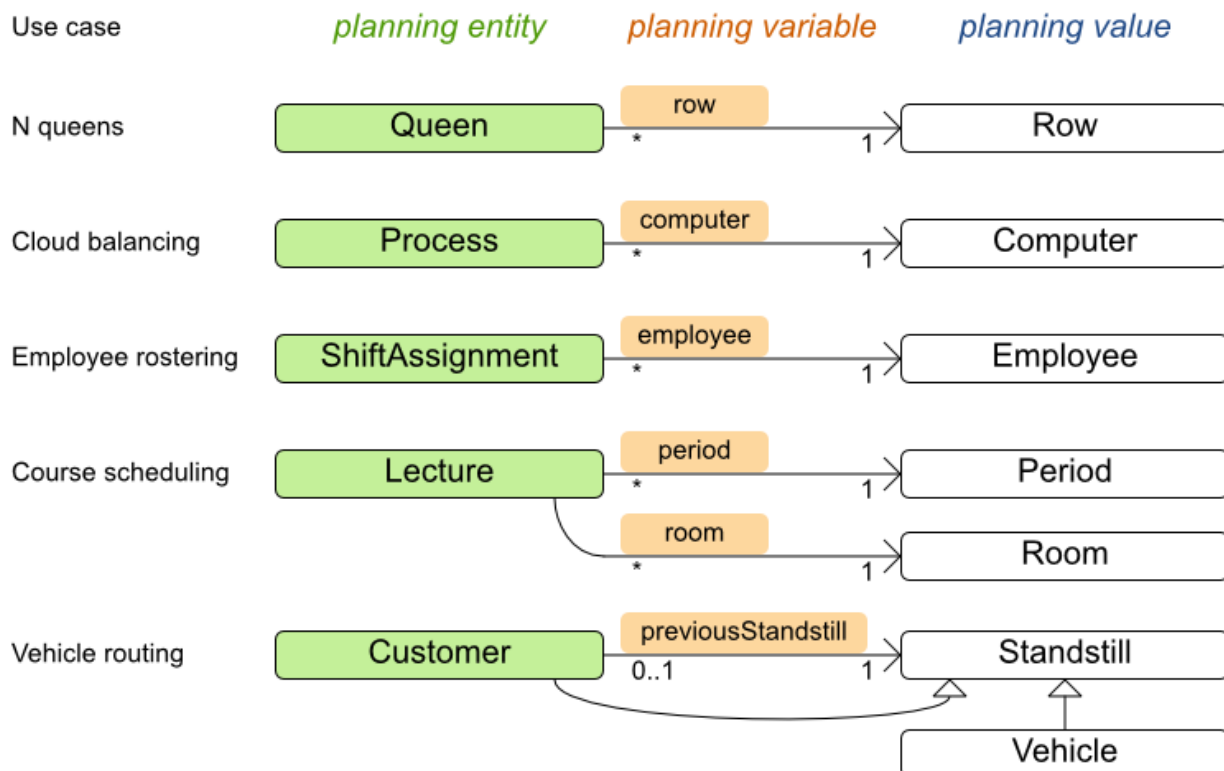 Use case planning entity planning variable planning value
N queens Queen row Row
* 1
Cloud balancing Process computer Computer
* 1
Employee rostering ShiftAssignment employee Employee
* 1
Course scheduling Lecture period Period
* 1
room Room
* 1
Vehicle routing Customer previousStandstill Standstill
0..1 1
Vehicle